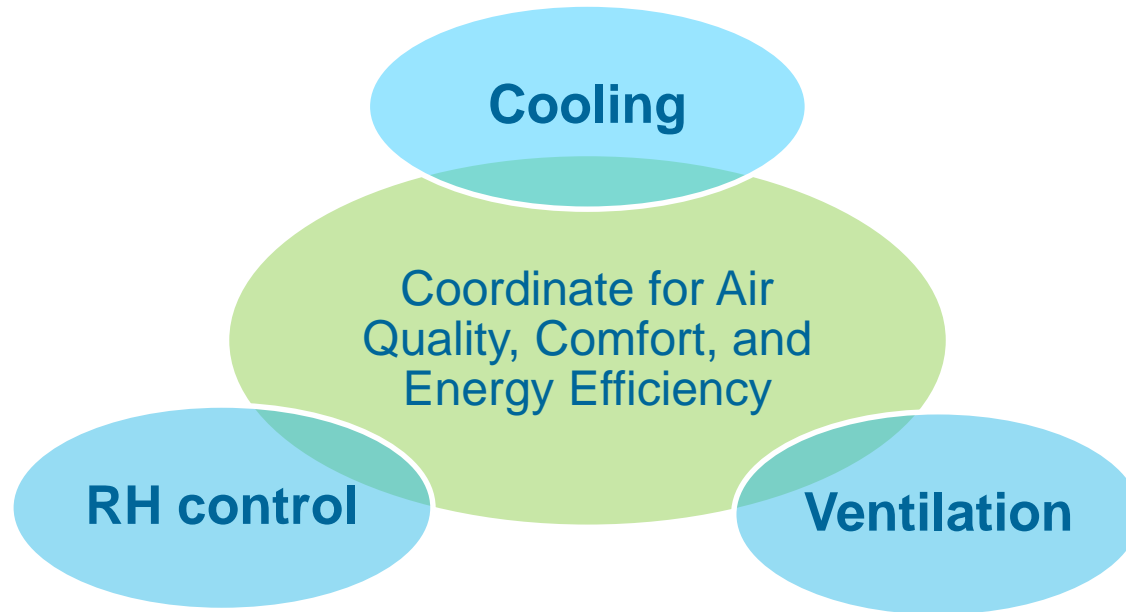 Cooling
Coordinate for Air
Quality, Comfort, and
Energy Efficiency
RH control
Ventilation